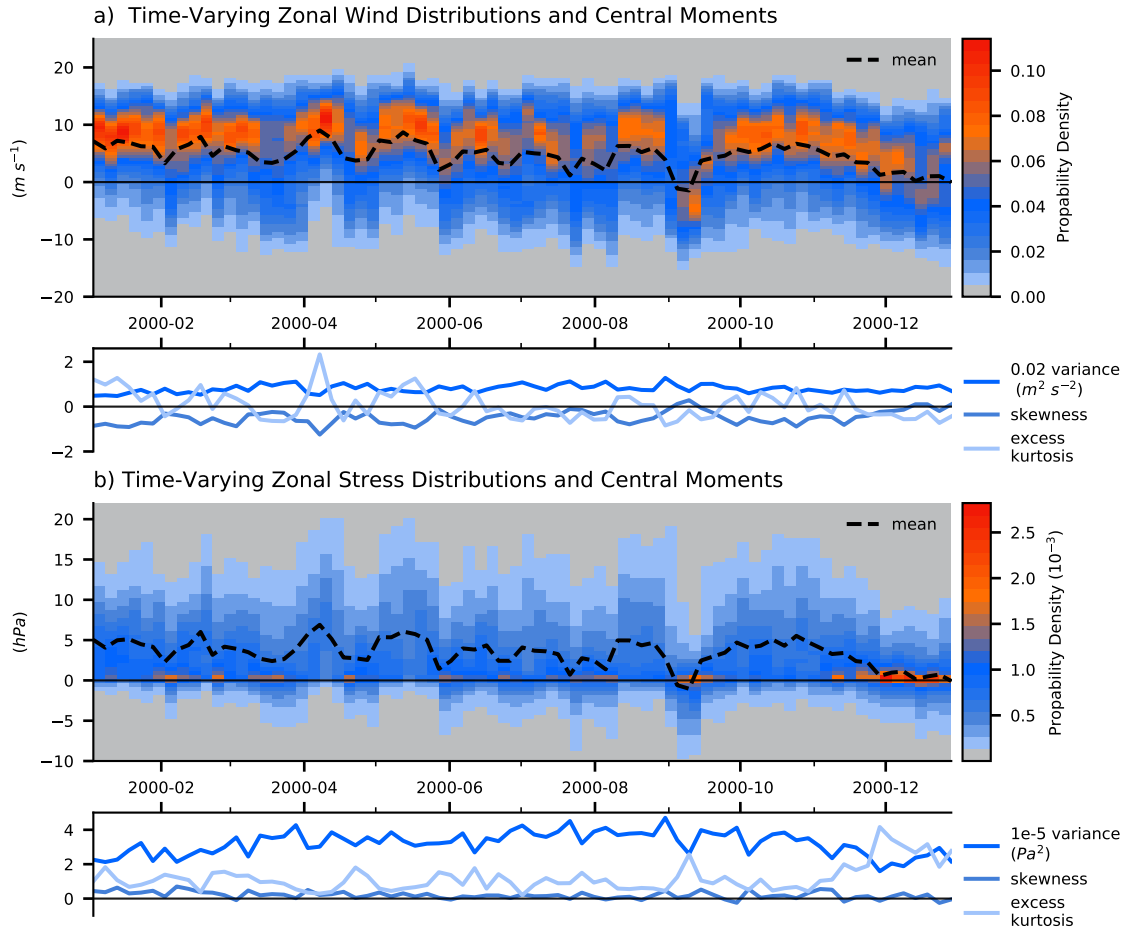 a) Time-Varying Zonal Wind Distributions and Central Moments
20
10
0
−10
−20
(m s⁻¹)
mean
0.10
0.08
0.06
0.04
0.02
0.00
Propability Density
2000-02
2000-04
2000-06
2000-08
2000-10
2000-12
2
0
−2
0.02 variance
(m² s⁻²)
skewness
excess
kurtosis
b) Time-Varying Zonal Stress Distributions and Central Moments
20
15
10
5
0
−5
−10
(hPa)
mean
2.5
2.0
1.5
1.0
0.5
Propability Density (10⁻³)
2000-02
2000-04
2000-06
2000-08
2000-10
2000-12
4
2
0
1e-5 variance
(Pa²)
skewness
excess
kurtosis